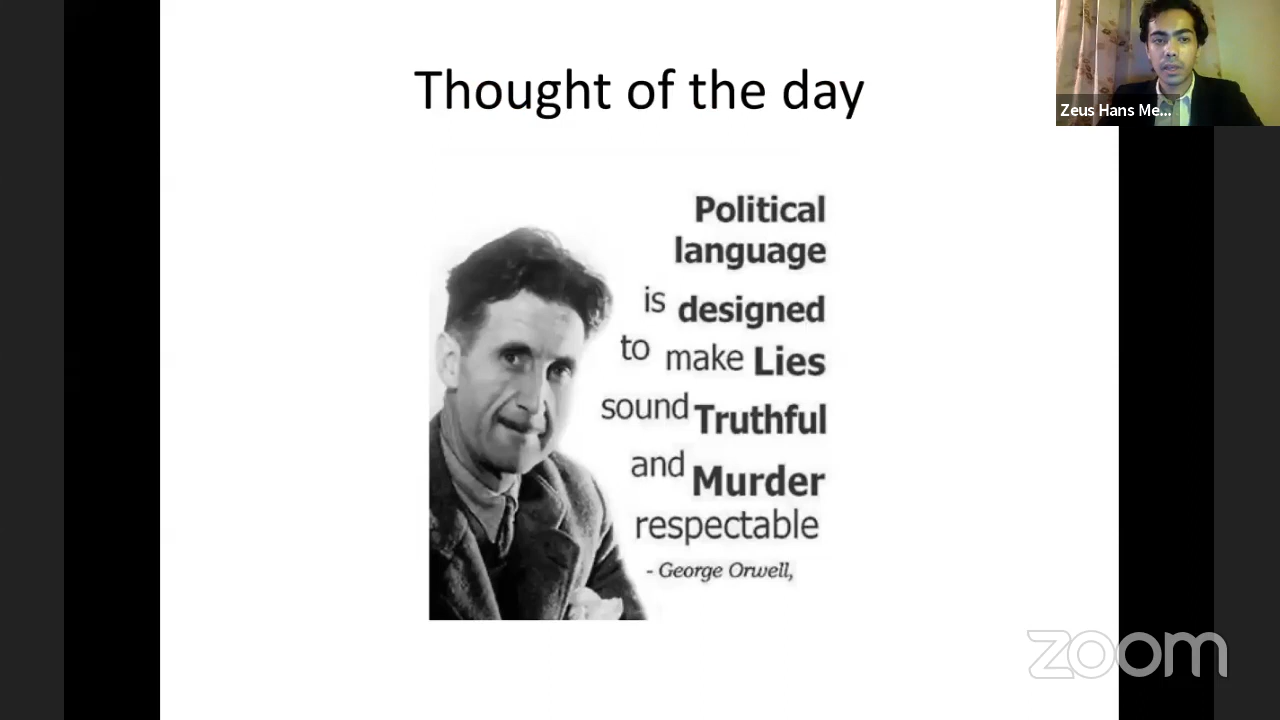 Thought of the day
Zeus Hans Me...
Political
language
is designed
to make Lies
sound Truthful
and Murder
respectable
- George Orwell,
zoom